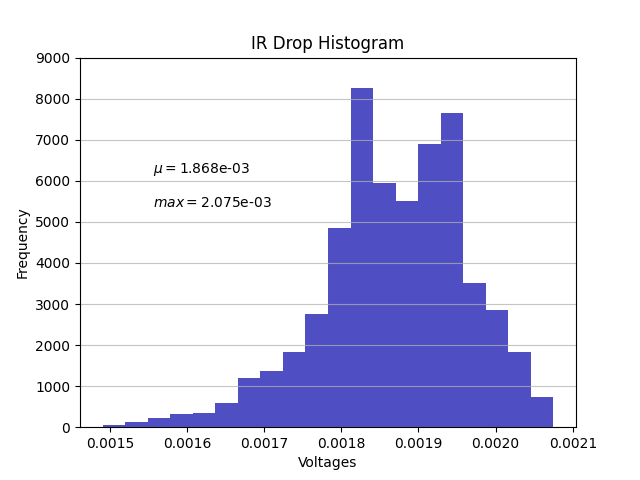 IR Drop Histogram
9000
8000
7000
6000
5000
4000
3000
2000
1000
0
Frequency
μ = 1.868e-03
max = 2.075e-03
0.0015 0.0016 0.0017 0.0018 0.0019 0.0020 0.0021
Voltages